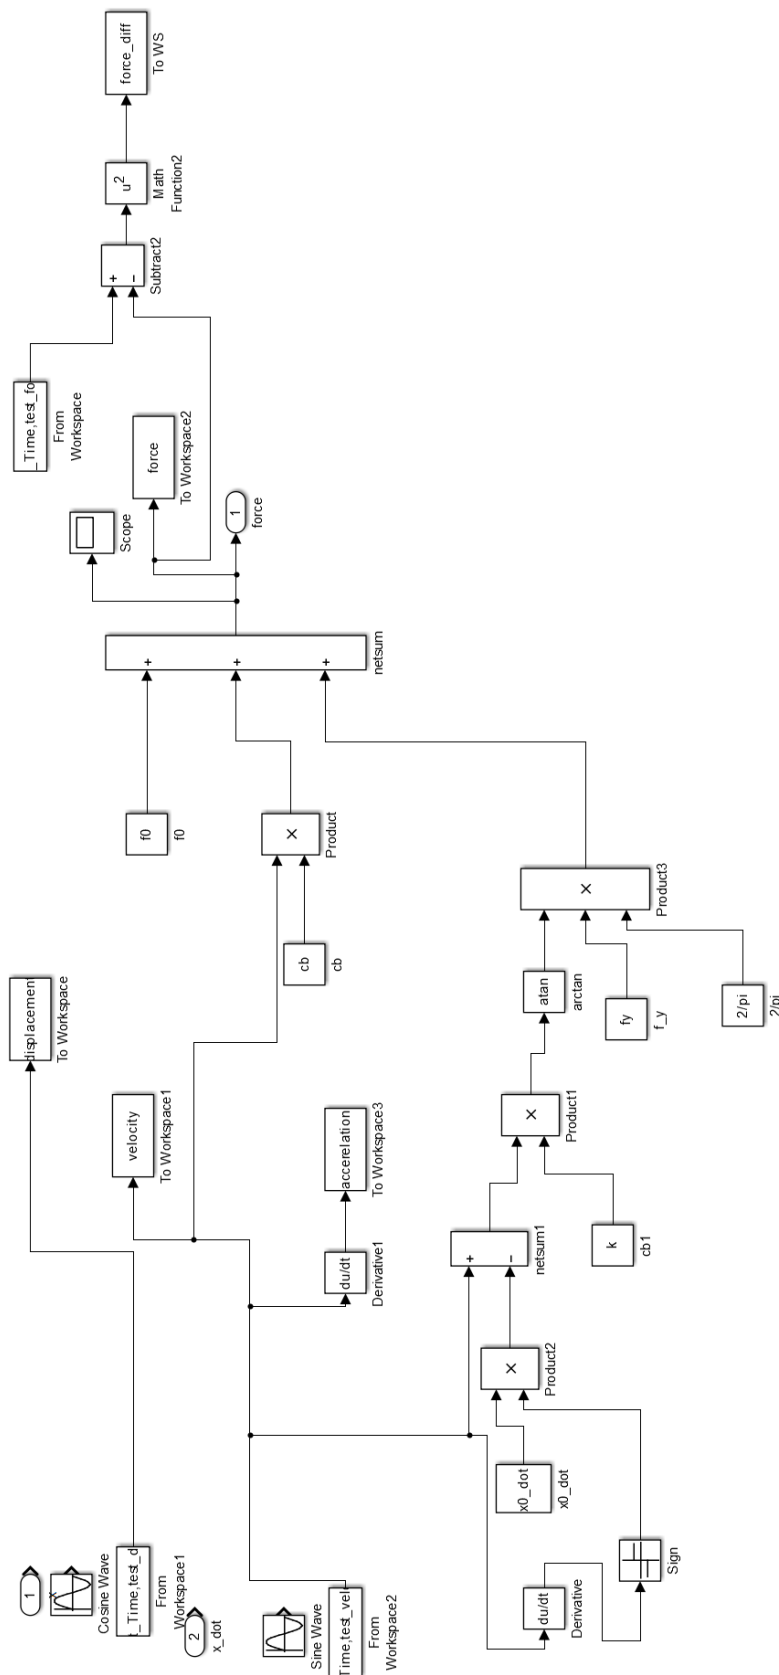 1
x
Cosine Wave
t_Time,test_d
From
Workspace1
2
x_dot
Sine Wave
Time,test_vel
From
Workspace2
displacement
To Workspace
velocity
To Workspace1
du/dt
Derivative1
accerelation
To Workspace3
du/dt
Derivative
Sign
x0_dot
x0_dot
×
Product2
+
−
netsum1
k
cb1
×
Product1
atan
arctan
fy
f_y
2/pi
2/pi
×
Product3
cb
cb
×
Product
f0
f0
+
+
+
netsum
Scope
force
To Workspace2
1
force
_Time,test_fo
From
Workspace
+
−
Subtract2
u²
Math
Function2
force_diff
To WS